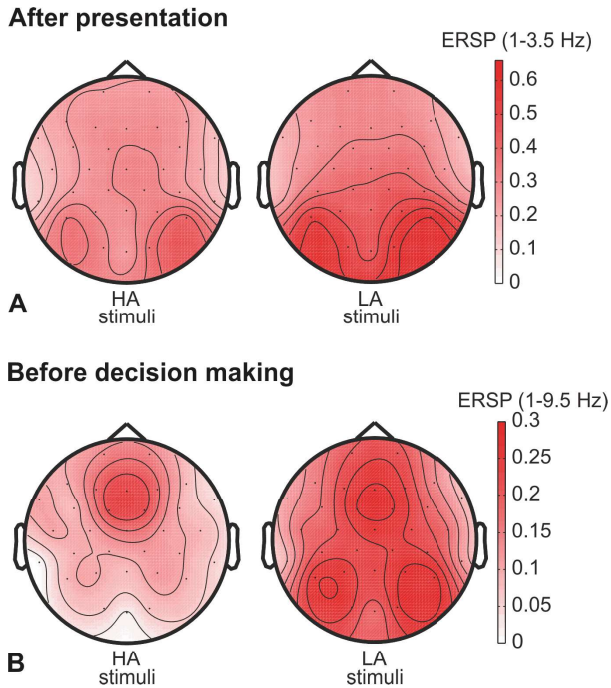 After presentation
ERSP (1-3.5 Hz)
0.6
0.5
0.4
0.3
0.2
0.1
0
A
HA
stimuli
LA
stimuli
Before decision making
ERSP (1-9.5 Hz)
0.3
0.25
0.2
0.15
0.1
0.05
0
B
HA
stimuli
LA
stimuli